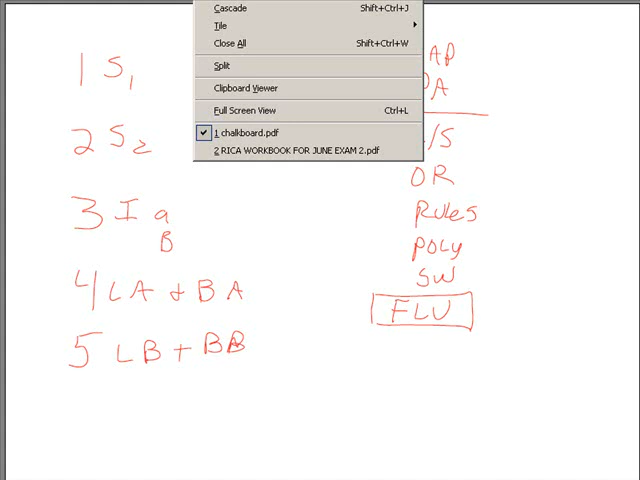 Cascade Shift+Ctrl+J
Tile
Close All Shift+Ctrl+W
Split
Clipboard Viewer
Full Screen View Ctrl+L
1 chalkboard.pdf
2 RICA WORKBOOK FOR JUNE EXAM 2.pdf
1 S1
2 S2
3 I a
B
4 LA + BA
5 LB + BB
AP
PA
/S
OR
Rules
POLY
SW
FLU